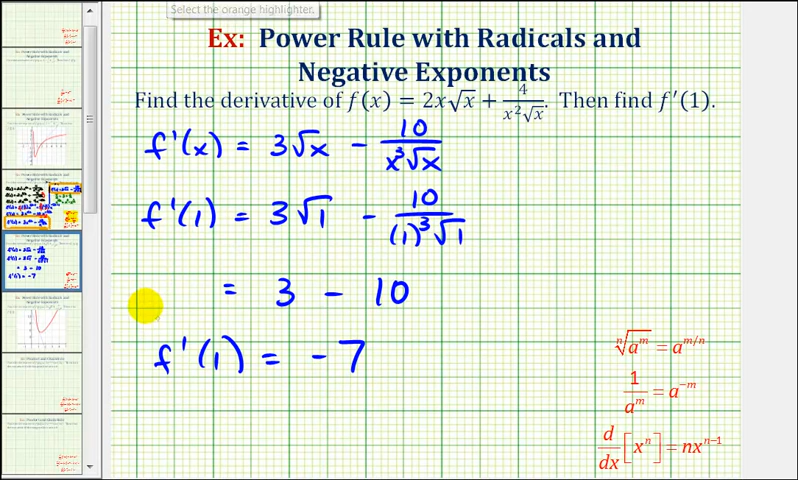 Select the orange highlighter.
Ex: Power Rule with Radicals and
Negative Exponents
Find the derivative of f(x) = 2x√x + 4/(x²√x). Then find f′(1).
f'(x) = 3√x − 10/(x³√x)
f'(1) = 3√1 − 10/((1)³√1)
= 3 − 10
f'(1) = −7
ⁿ√(aᵐ) = a^(m/n)
1/aᵐ = a^(−m)
d/dx [xⁿ] = nxⁿ⁻¹